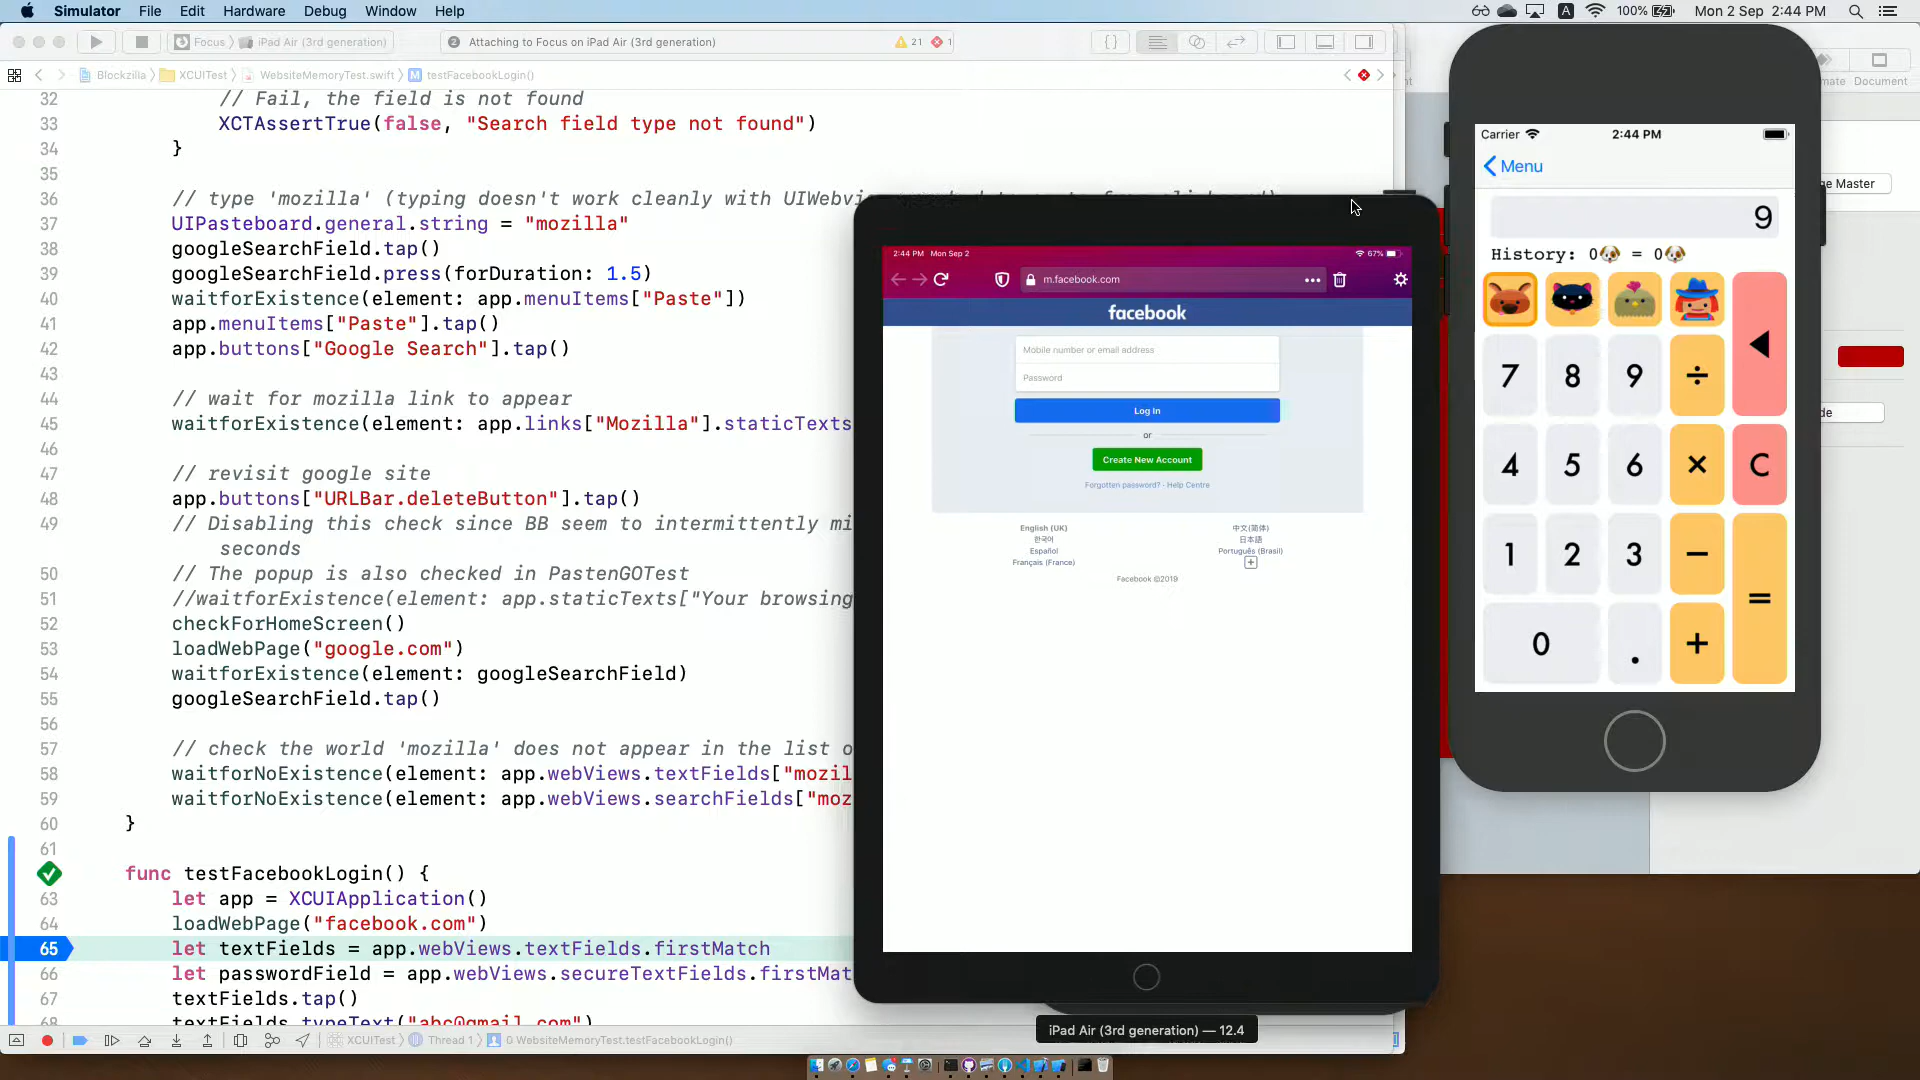 Simulator File Edit Hardware Debug Window Help
A 100% Mon 2 Sep 2:44 PM
Focus iPad Air (3rd generation)
2 Attaching to Focus on iPad Air (3rd generation)
21 1
Blockzilla XCUITest WebsiteMemoryTest.swift M testFacebookLogin()
32 // Fail, the field is not found
33 XCTAssertTrue(false, "Search field type not found")
34 }
35
36 // type 'mozilla' (typing doesn't work cleanly with UIWebvi
37 UIPasteboard.general.string = "mozilla"
38 googleSearchField.tap()
39 googleSearchField.press(forDuration: 1.5)
40 waitforExistence(element: app.menuItems["Paste"])
41 app.menuItems["Paste"].tap()
42 app.buttons["Google Search"].tap()
43
44 // wait for mozilla link to appear
45 waitforExistence(element: app.links["Mozilla"].staticTexts
46
47 // revisit google site
48 app.buttons["URLBar.deleteButton"].tap()
49 // Disabling this check since BB seem to intermittently mi
seconds
50 // The popup is also checked in PastenGOTest
51 //waitforExistence(element: app.staticTexts["Your browsing
52 checkForHomeScreen()
53 loadWebPage("google.com")
54 waitforExistence(element: googleSearchField)
55 googleSearchField.tap()
56
57 // check the world 'mozilla' does not appear in the list o
58 waitforNoExistence(element: app.webViews.textFields["mozil
59 waitforNoExistence(element: app.webViews.searchFields["moz
60 }
61
func testFacebookLogin() {
63 let app = XCUIApplication()
64 loadWebPage("facebook.com")
65 let textFields = app.webViews.textFields.firstMatch
66 let passwordField = app.webViews.secureTextFields.firstMat
67 textFields.tap()
68 textFields.typeText("abc@gmail.com")
XCUITest Thread 1 0 WebsiteMemoryTest.testFacebookLogin()
2:44 PM Mon Sep 2
67%
m.facebook.com
facebook
Mobile number or email address
Password
Log In
or
Create New Account
Forgotten password? - Help Centre
English (UK) 中文(简体)
한국어 日本語
Español Português (Brasil)
Français (France)
Facebook ©2019
iPad Air (3rd generation) — 12.4
Carrier 2:44 PM
Menu
9
History: 0🐶 = 0🐶
7 8 9 ÷
4 5 6 × C
1 2 3 − =
0 . +
mate Document
ge Master
de